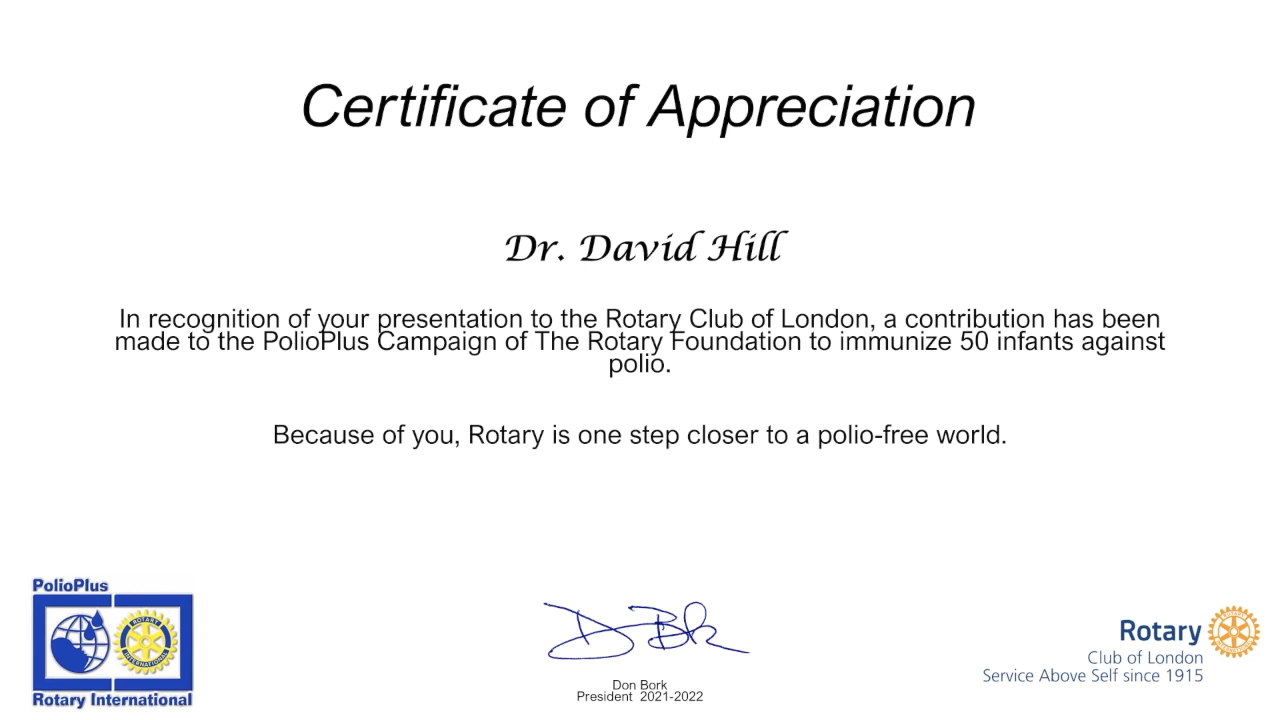 Certificate of Appreciation
Dr. David Hill
In recognition of your presentation to the Rotary Club of London, a contribution has been
made to the PolioPlus Campaign of The Rotary Foundation to immunize 50 infants against
polio.
Because of you, Rotary is one step closer to a polio-free world.
PolioPlus
ROTARY
INTERNATIONAL
Rotary International
D Bork
Don Bork
President 2021-2022
Rotary
Club of London
Service Above Self since 1915